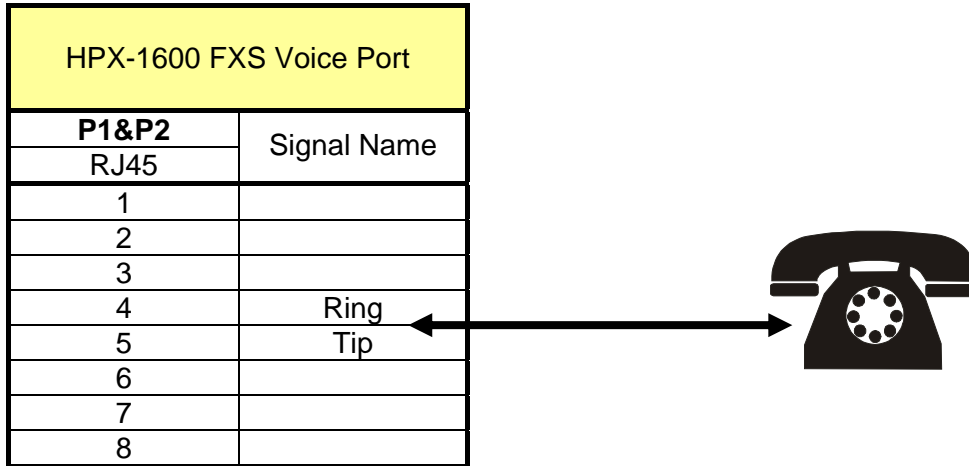 HPX-1600 FXS Voice Port
P1&P2 Signal Name
RJ45
1
2
3
4 Ring
5 Tip
6
7
8